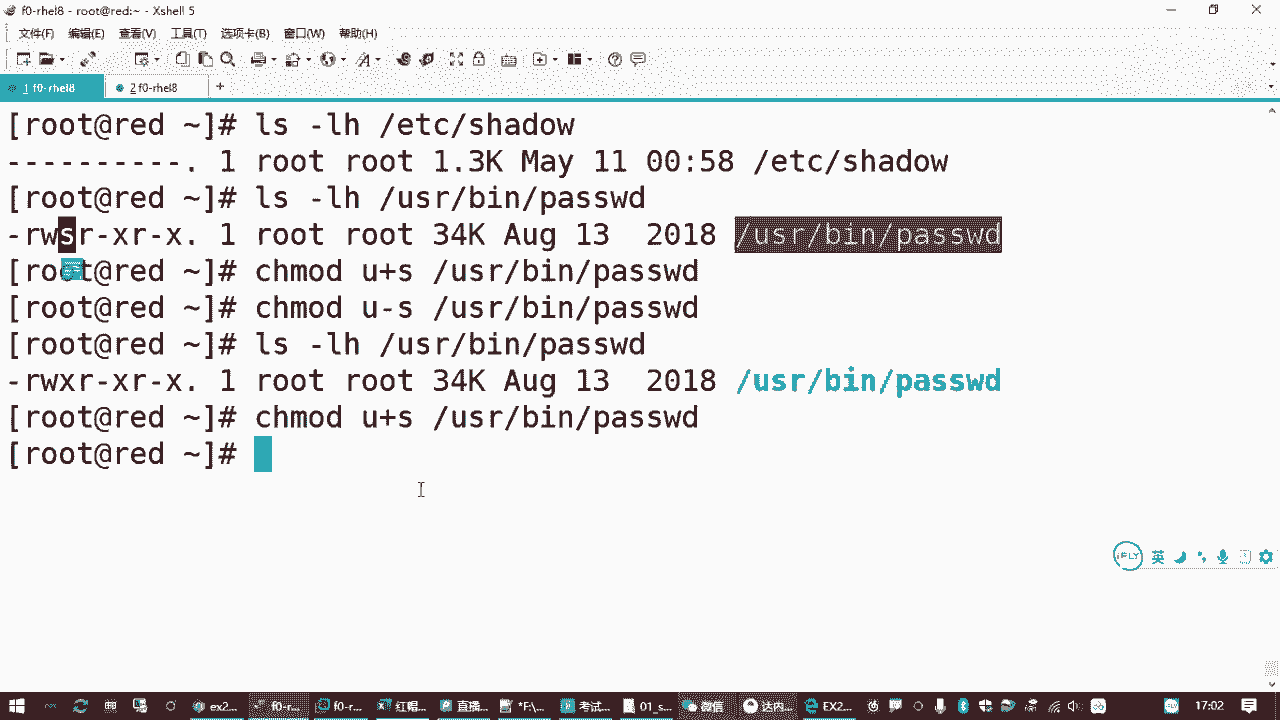 f0-rhel8 - root@red:~ - Xshell 5
文件(F) 编辑(E) 查看(V) 工具(T) 选项卡(B) 窗口(W) 帮助(H)
1 f0-rhel8 2 f0-rhel8 +
[root@red ~]# ls -lh /etc/shadow
----------. 1 root root 1.3K May 11 00:58 /etc/shadow
[root@red ~]# ls -lh /usr/bin/passwd
-rwsr-xr-x. 1 root root 34K Aug 13  2018 /usr/bin/passwd
[root@red ~]# chmod u+s /usr/bin/passwd
[root@red ~]# chmod u-s /usr/bin/passwd
[root@red ~]# ls -lh /usr/bin/passwd
-rwxr-xr-x. 1 root root 34K Aug 13  2018 /usr/bin/passwd
[root@red ~]# chmod u+s /usr/bin/passwd
[root@red ~]#
iFLY 英
ex2... f0-r... f0-r... 红帽... 直播... *F:\... 考试... 01_s... 微信 达内... EX2... 17:02